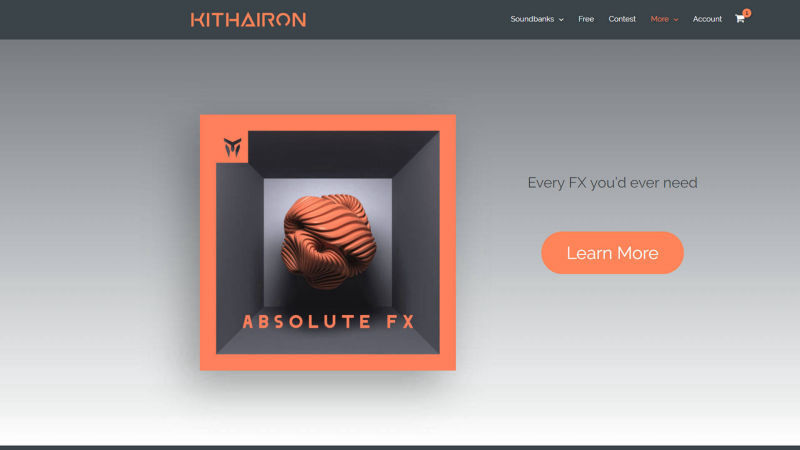 KITHAIRON
Soundbanks Free Contest More Account 1
Every FX you'd ever need
Learn More
ABSOLUTE FX